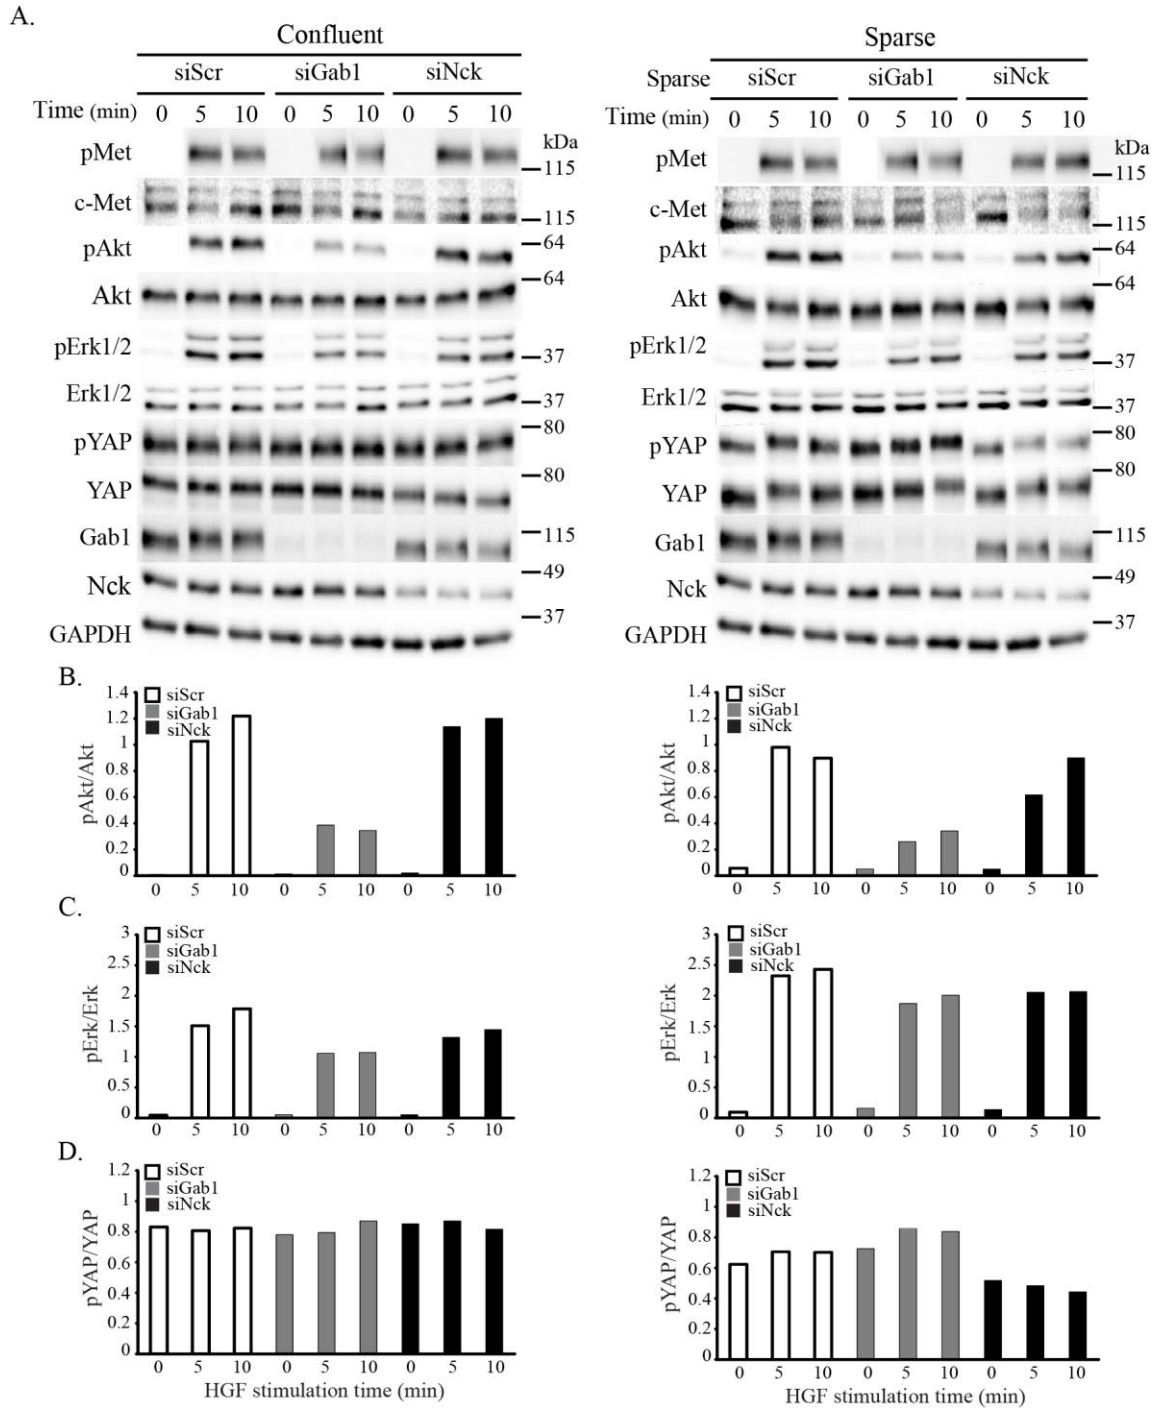 A.
Confluent
siScr siGab1 siNck
Time (min) 0 5 10 0 5 10 0 5 10
kDa
pMet
115
c-Met
115
pAkt
64
64
Akt
pErk1/2
37
Erk1/2
37
80
pYAP
80
YAP
Gab1
115
49
Nck
37
GAPDH
Sparse
Sparse siScr siGab1 siNck
Time (min) 0 5 10 0 5 10 0 5 10
kDa
pMet
115
c-Met
115
pAkt
64
64
Akt
pErk1/2
37
Erk1/2
37
pYAP
80
80
YAP
Gab1
115
Nck
49
37
GAPDH
B.
pAkt/Akt
1.4
1.2
1
0.8
0.6
0.4
0.2
0
siScr
siGab1
siNck
0 5 10 0 5 10 0 5 10
pAkt/Akt
1.4
1.2
1
0.8
0.6
0.4
0.2
0
siScr
siGab1
siNck
0 5 10 0 5 10 0 5 10
C.
pErk/Erk
3
2.5
2
1.5
1
0.5
0
siScr
siGab1
siNck
0 5 10 0 5 10 0 5 10
pErk/Erk
3
2.5
2
1.5
1
0.5
0
siScr
siGab1
siNck
0 5 10 0 5 10 0 5 10
D.
pYAP/YAP
1.2
1
0.8
0.6
0.4
0.2
0
siScr
siGab1
siNck
0 5 10 0 5 10 0 5 10
HGF stimulation time (min)
pYAP/YAP
1.2
1
0.8
0.6
0.4
0.2
0
siScr
siGab1
siNck
0 5 10 0 5 10 0 5 10
HGF stimulation time (min)